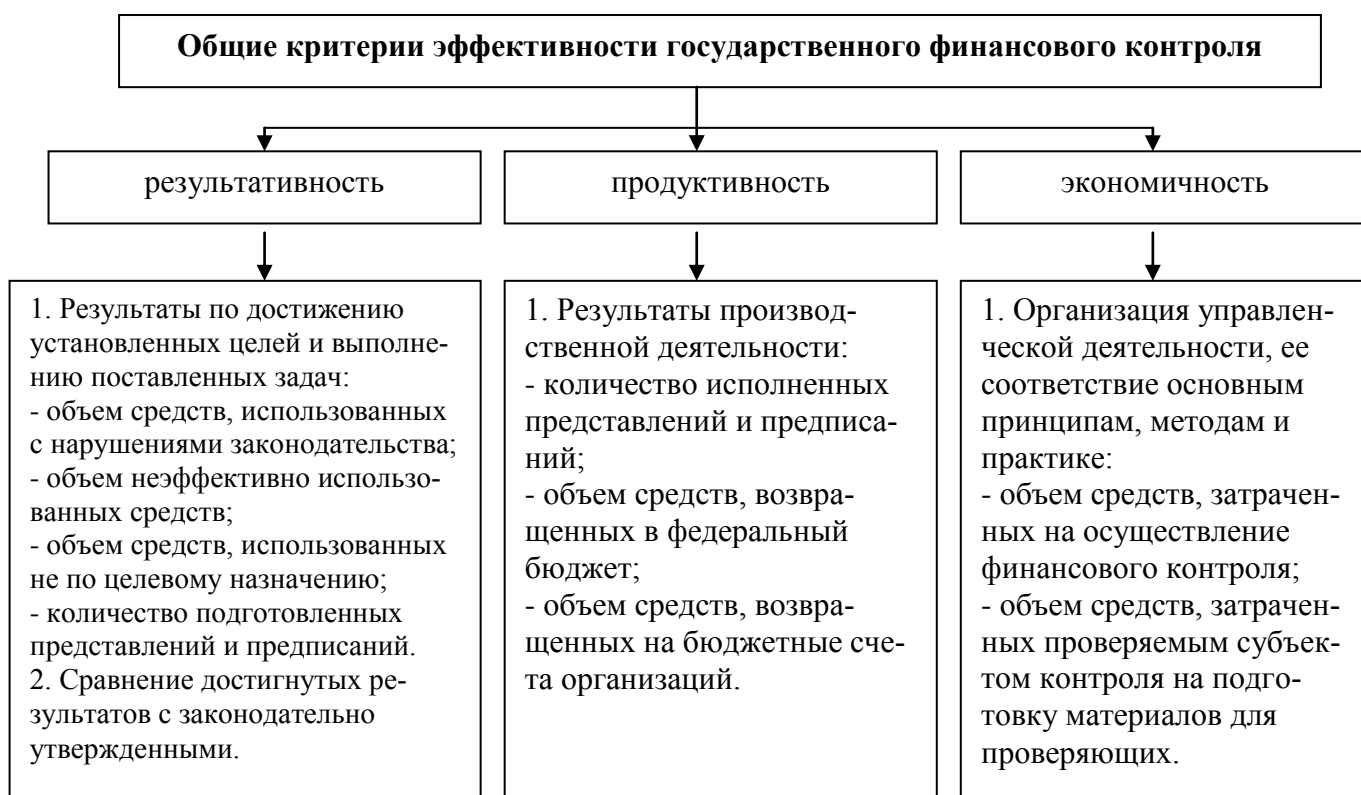 Общие критерии эффективности государственного финансового контроля
результативность
продуктивность
экономичность
1. Результаты по достижению
установленных целей и выполне-
нию поставленных задач:
- объем средств, использованных
с нарушениями законодательства;
- объем неэффективно использо-
ванных средств;
- объем средств, использованных
не по целевому назначению;
- количество подготовленных
представлений и предписаний.
2. Сравнение достигнутых ре-
зультатов с законодательно
утвержденными.
1. Результаты производ-
ственной деятельности:
- количество исполненных
представлений и предписа-
ний;
- объем средств, возвра-
щенных в федеральный
бюджет;
- объем средств, возвра-
щенных на бюджетные сче-
та организаций.
1. Организация управлен-
ческой деятельности, ее
соответствие основным
принципам, методам и
практике:
- объем средств, затрачен-
ных на осуществление
финансового контроля;
- объем средств, затрачен-
ных проверяемым субъек-
том контроля на подго-
товку материалов для
проверяющих.